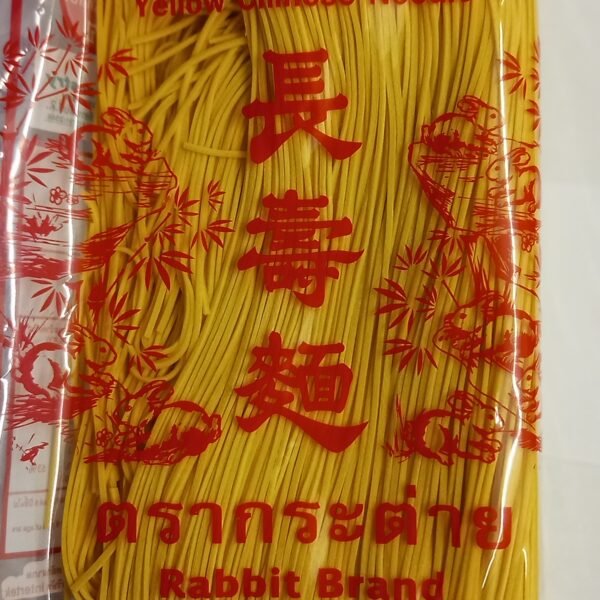 Yellow Chinese Noodle
長
壽
麵
ตรากระต่าย
Rabbit Brand